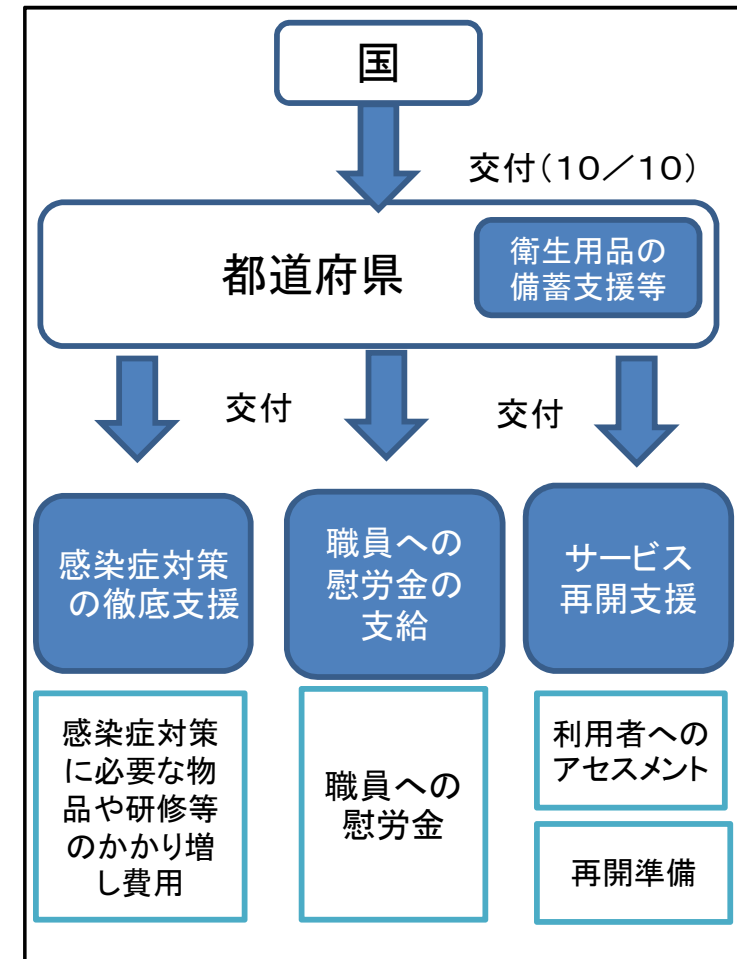 国
交付(10/10)
都道府県
衛生用品の
備蓄支援等
交付
交付
感染症対策
の徹底支援
職員への
慰労金の
支給
サービス
再開支援
感染症対策
に必要な物
品や研修等
のかかり増
し費用
職員への
慰労金
利用者への
アセスメント
再開準備